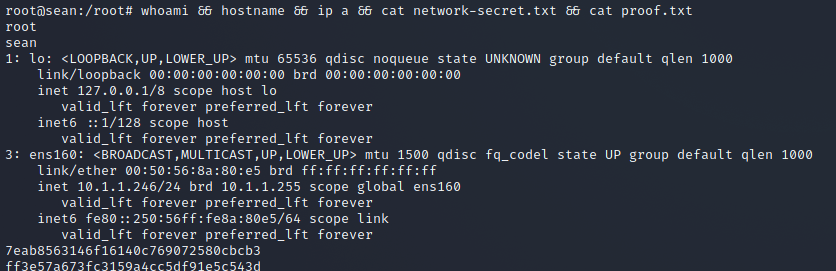 root@sean:/root# whoami && hostname && ip a && cat network-secret.txt && cat proof.txt
root
sean
1: lo: <LOOPBACK,UP,LOWER_UP> mtu 65536 qdisc noqueue state UNKNOWN group default qlen 1000
    link/loopback 00:00:00:00:00:00 brd 00:00:00:00:00:00
    inet 127.0.0.1/8 scope host lo
       valid_lft forever preferred_lft forever
    inet6 ::1/128 scope host
       valid_lft forever preferred_lft forever
3: ens160: <BROADCAST,MULTICAST,UP,LOWER_UP> mtu 1500 qdisc fq_codel state UP group default qlen 1000
    link/ether 00:50:56:8a:80:e5 brd ff:ff:ff:ff:ff:ff
    inet 10.1.1.246/24 brd 10.1.1.255 scope global ens160
       valid_lft forever preferred_lft forever
    inet6 fe80::250:56ff:fe8a:80e5/64 scope link
       valid_lft forever preferred_lft forever
7eab8563146f16140c769072580cbcb3
ff3e57a673fc3159a4cc5df91e5c543d